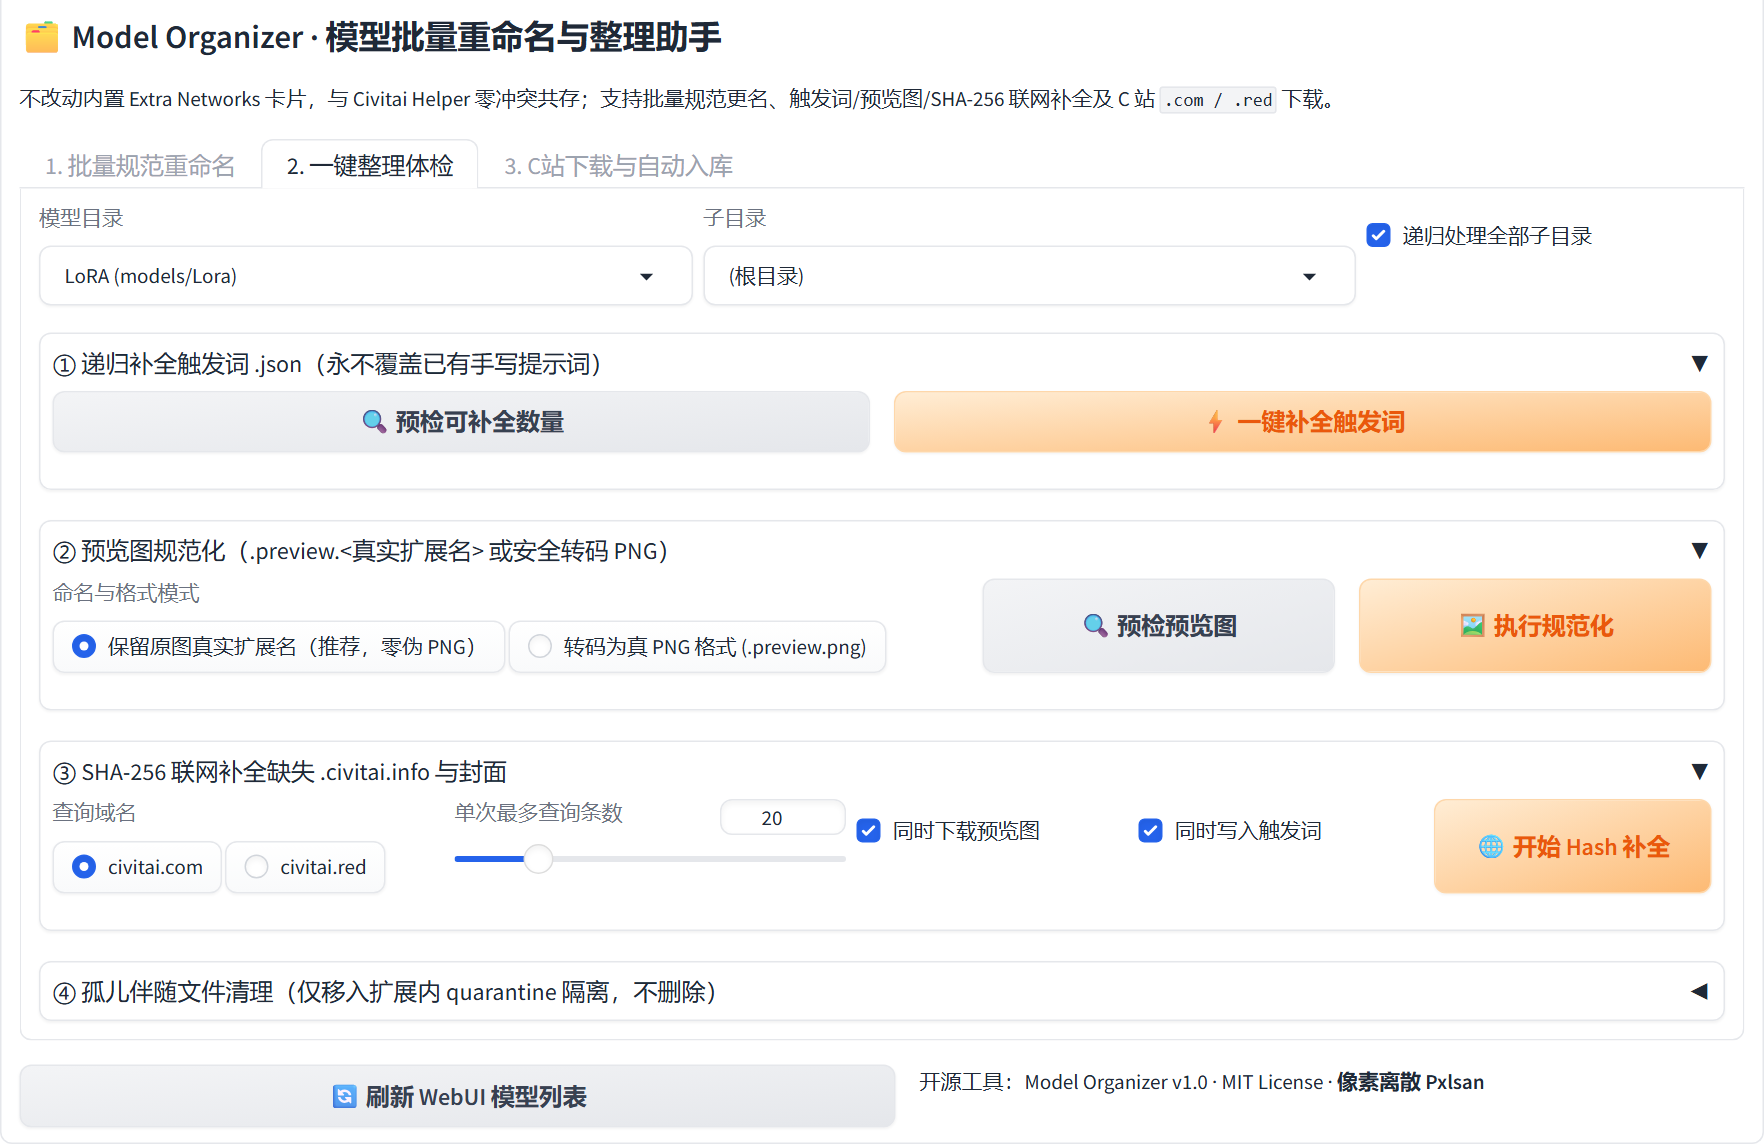 Model Organizer · 模型批量重命名与整理助手
不改动内置 Extra Networks 卡片，与 Civitai Helper 零冲突共存；支持批量规范更名、触发词/预览图/SHA-256 联网补全及 C 站 .com / .red 下载。
1. 批量规范重命名 2. 一键整理体检 3. C站下载与自动入库
模型目录 子目录
递归处理全部子目录
LoRA (models/Lora) (根目录)
① 递归补全触发词 .json（永不覆盖已有手写提示词） ▼
预检可补全数量 一键补全触发词
② 预览图规范化（.preview.<真实扩展名> 或安全转码 PNG） ▼
命名与格式模式
保留原图真实扩展名（推荐，零伪 PNG） 转码为真 PNG 格式 (.preview.png) 预检预览图 执行规范化
③ SHA-256 联网补全缺失 .civitai.info 与封面 ▼
查询域名 单次最多查询条数 20 同时下载预览图 同时写入触发词
civitai.com civitai.red 开始 Hash 补全
④ 孤儿伴随文件清理（仅移入扩展内 quarantine 隔离，不删除） ◀
刷新 WebUI 模型列表 开源工具：Model Organizer v1.0 · MIT License · 像素离散 Pxlsan